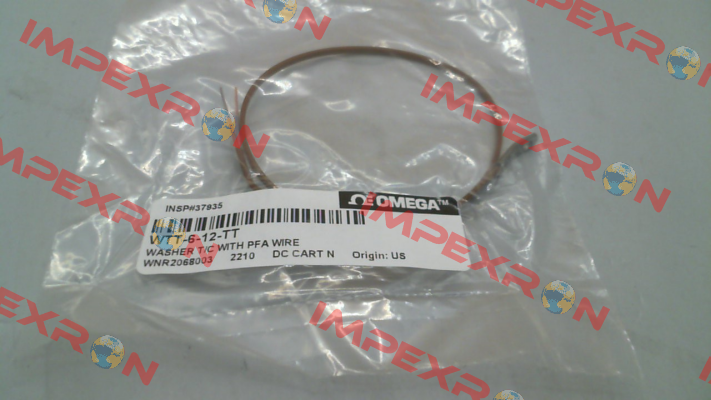 IMPEXRON
IMPEXRON
IMPEXRON
INSP#37835
ΩOMEGA™
WTT-6-12-TT
WASHER T/C WITH PFA WIRE
WNR2068003 2210 DC CART N Origin: US
IMPEXRON
IMPEXRON
IMPEXRON
IMPEXRON